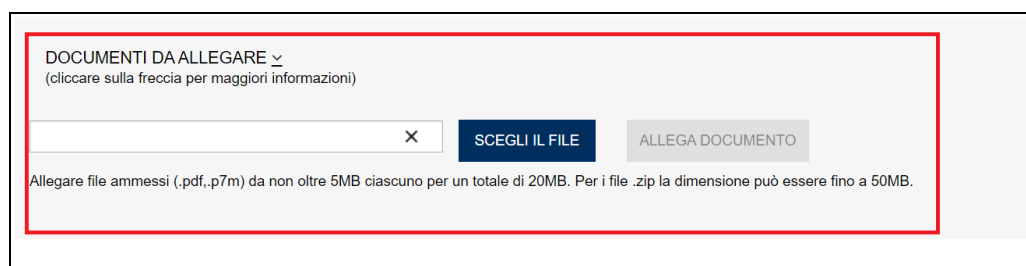 DOCUMENTI DA ALLEGARE
(cliccare sulla freccia per maggiori informazioni)
SCEGLI IL FILE
ALLEGA DOCUMENTO
Allegare file ammessi (.pdf,.p7m) da non oltre 5MB ciascuno per un totale di 20MB. Per i file .zip la dimensione può essere fino a 50MB.